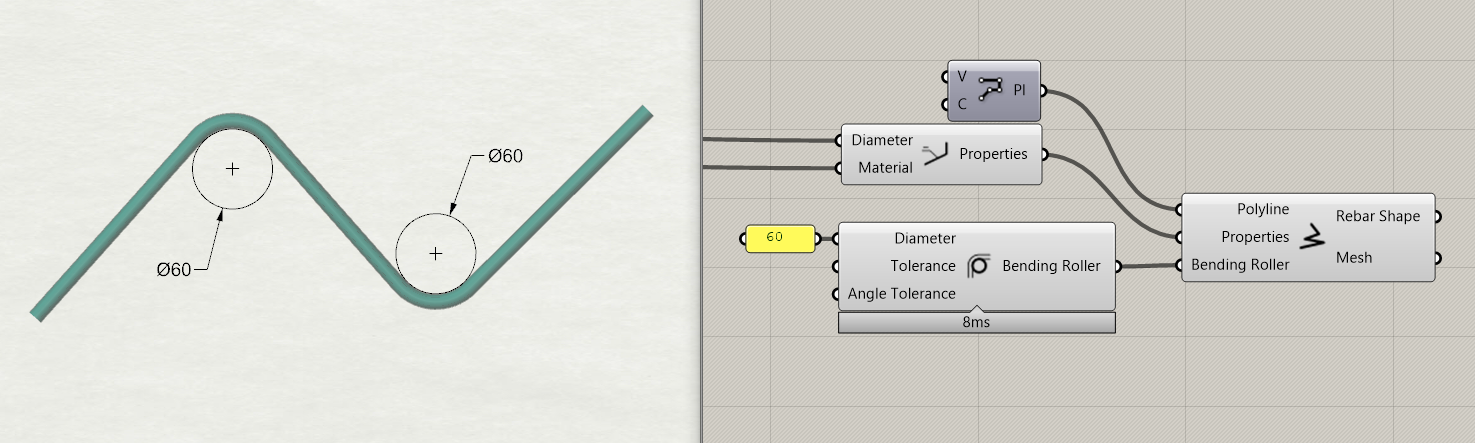 Ø60
Ø60
V
C
Pl
Diameter
Material
Properties
60
Diameter
Tolerance
Angle Tolerance
Bending Roller
8ms
Polyline
Properties
Bending Roller
Rebar Shape
Mesh